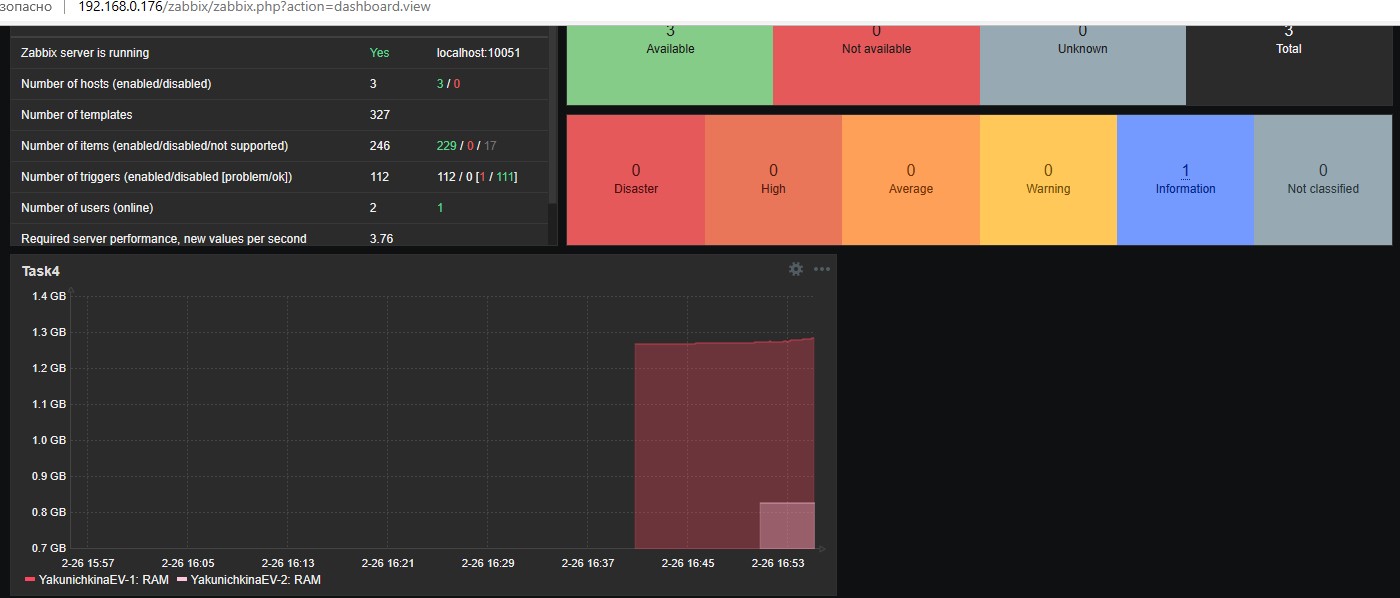 зопасно 192.168.0.176/zabbix/zabbix.php?action=dashboard.view
Zabbix server is running Yes localhost:10051
Number of hosts (enabled/disabled) 3 3 / 0
Number of templates 327
Number of items (enabled/disabled/not supported) 246 229 / 0 / 17
Number of triggers (enabled/disabled [problem/ok]) 112 112 / 0 [1 / 111]
Number of users (online) 2 1
Required server performance, new values per second 3.76
3 0 0 3
Available Not available Unknown Total
0 0 0 0 1 0
Disaster High Average Warning Information Not classified
Task4
1.4 GB
1.3 GB
1.2 GB
1.1 GB
1.0 GB
0.9 GB
0.8 GB
0.7 GB
2-26 15:57 2-26 16:05 2-26 16:13 2-26 16:21 2-26 16:29 2-26 16:37 2-26 16:45 2-26 16:53
YakunichkinaEV-1: RAM YakunichkinaEV-2: RAM